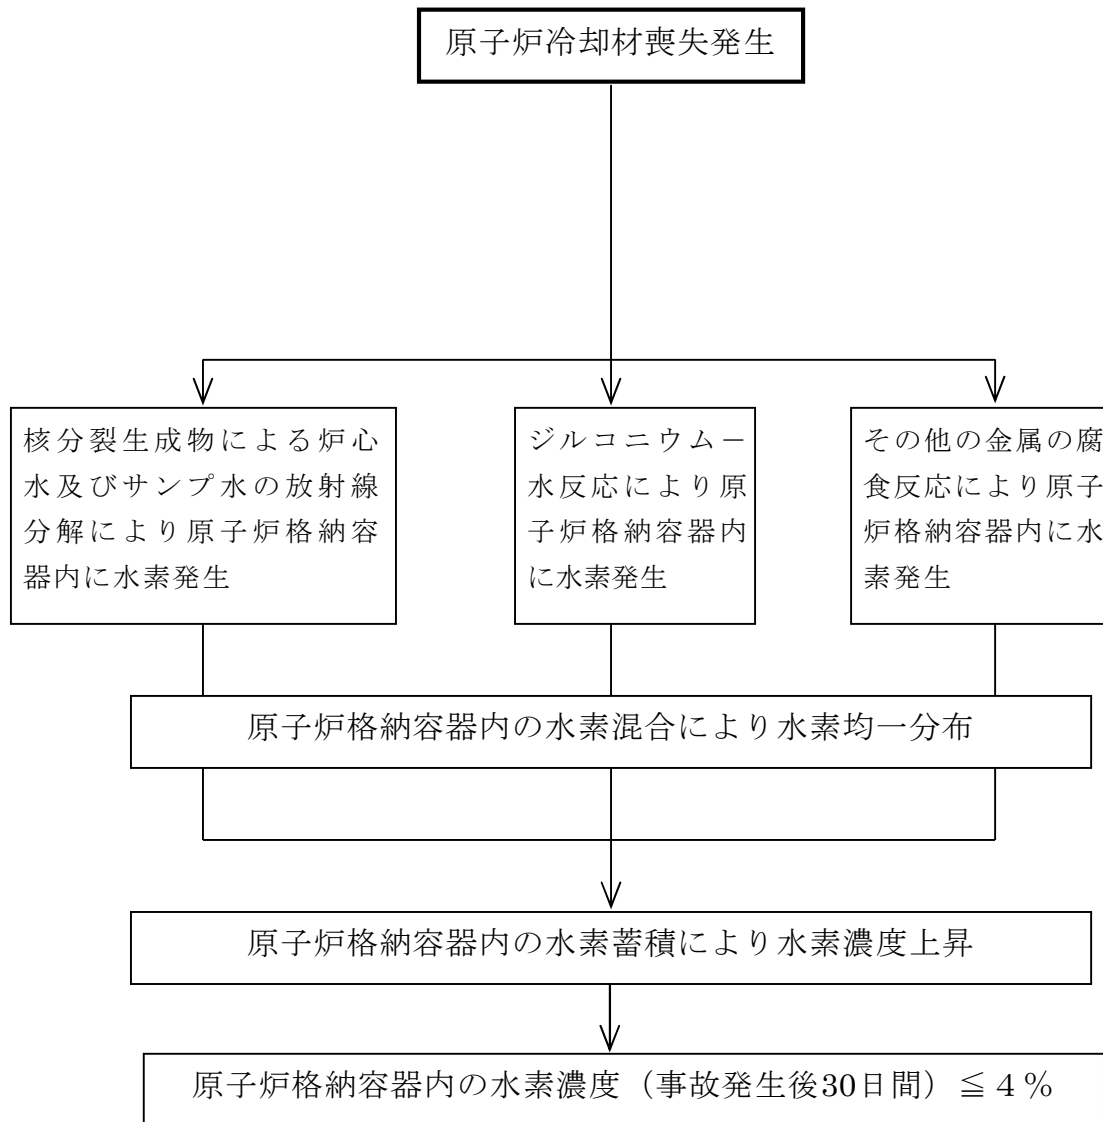 原子炉冷却材喪失発生
核分裂生成物による炉心
水及びサンプ水の放射線
分解により原子炉格納容
器内に水素発生
ジルコニウム－
水反応により原
子炉格納容器内
に水素発生
その他の金属の腐
食反応により原子
炉格納容器内に水
素発生
原子炉格納容器内の水素混合により水素均一分布
原子炉格納容器内の水素蓄積により水素濃度上昇
原子炉格納容器内の水素濃度（事故発生後30日間）≦４％